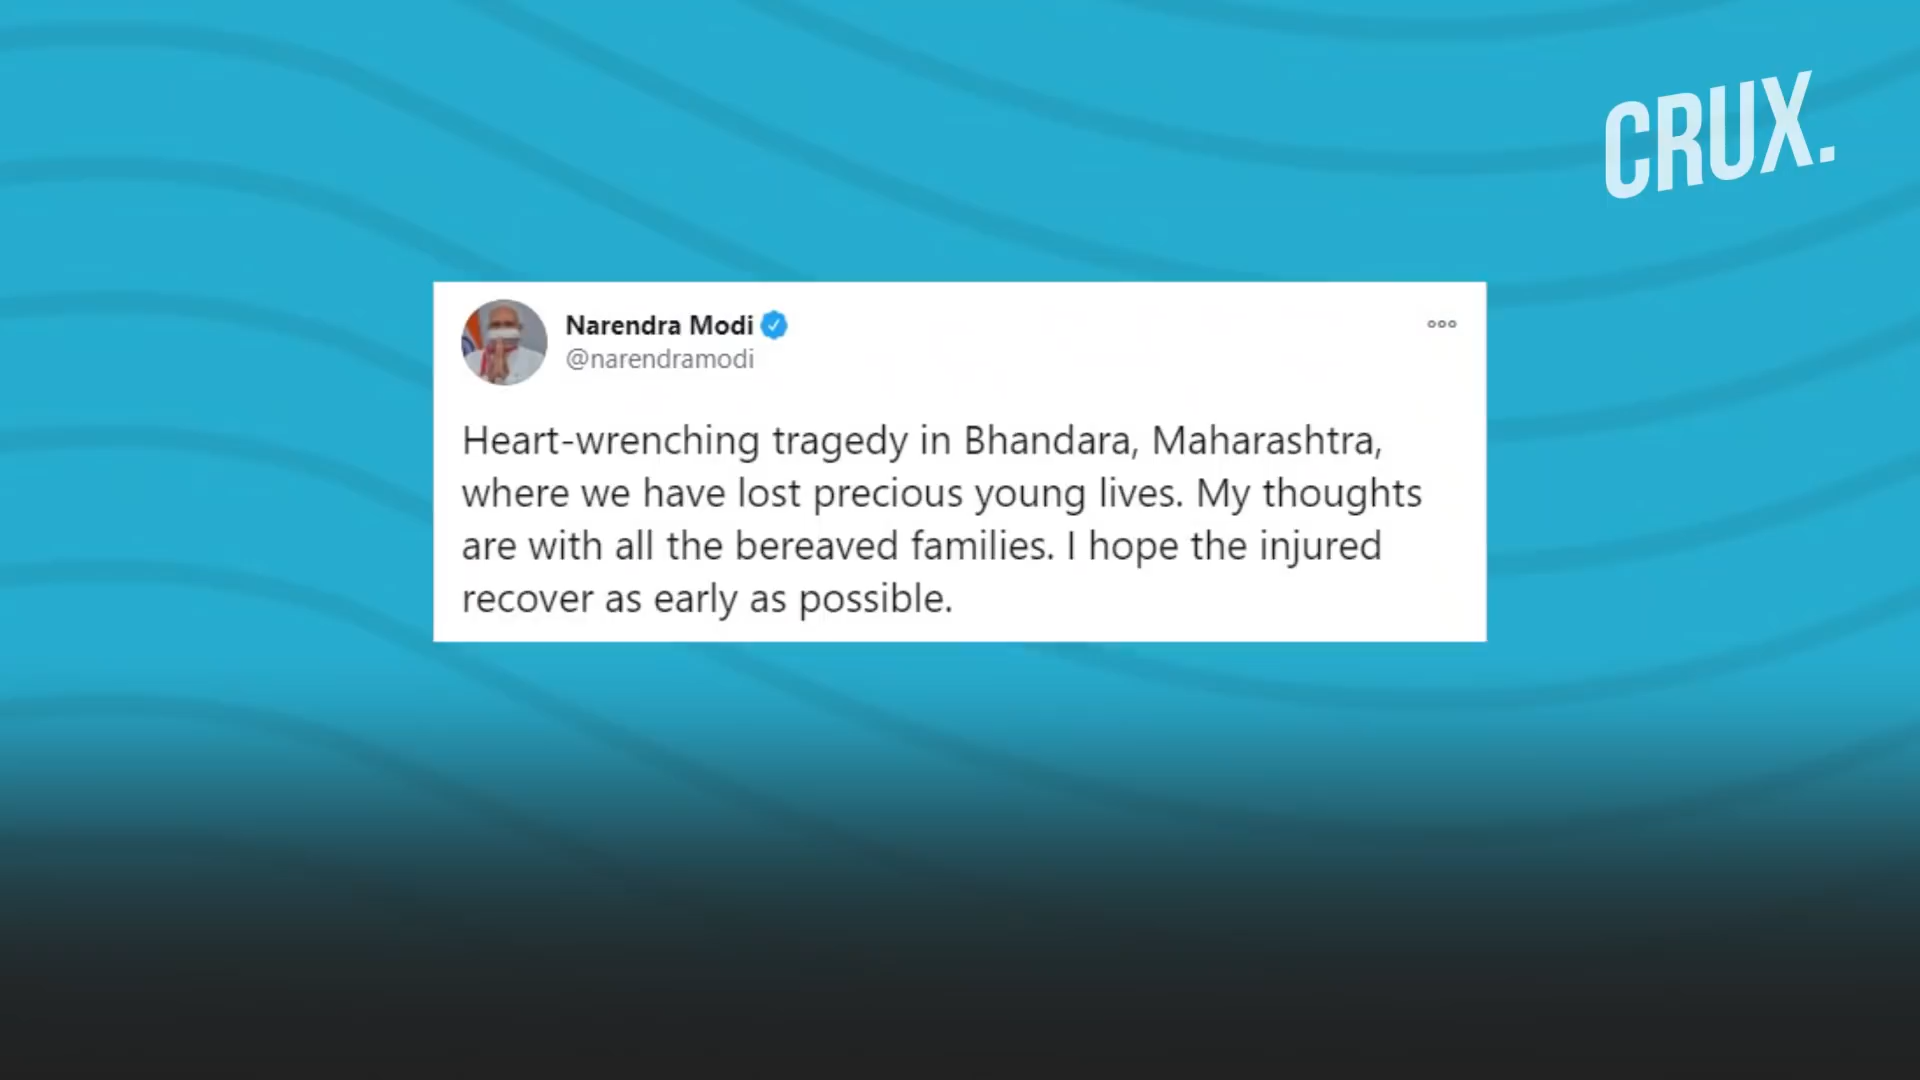 CRUX.
Narendra Modi
@narendramodi
Heart-wrenching tragedy in Bhandara, Maharashtra,
where we have lost precious young lives. My thoughts
are with all the bereaved families. I hope the injured
recover as early as possible.